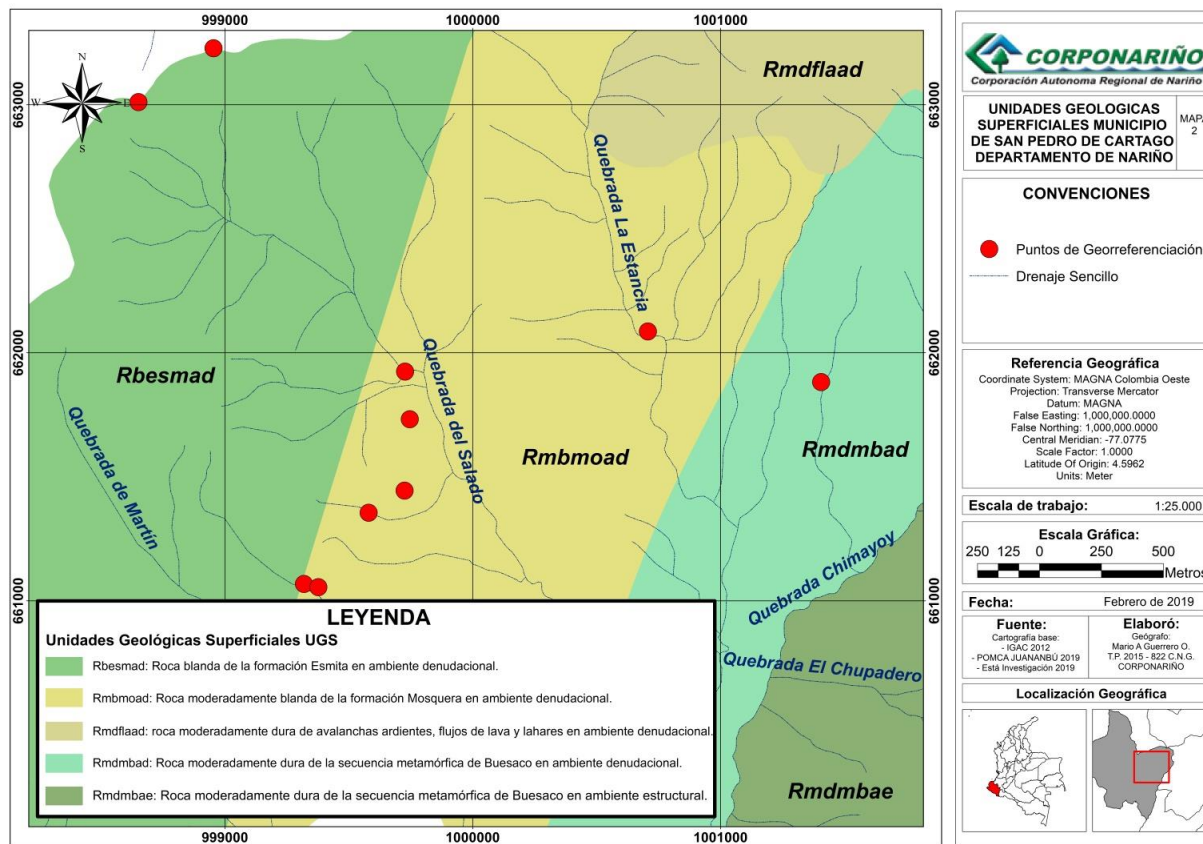 999000
1000000
1001000
663000
662000
661000
N
W
S
Rmdflaad
Quebrada La Estancia
Rbesmad
Quebrada del Salado
Quebrada de Martín
Rmbmoad
Rmdmbad
Quebrada Chimayoy
Quebrada El Chupadero
Rmdmbae
663000
662000
661000
LEYENDA
Unidades Geológicas Superficiales UGS
Rbesmad: Roca blanda de la formación Esmita en ambiente denudacional.
Rmbmoad: Roca moderadamente blanda de la formación Mosquera en ambiente denudacional.
Rmdflaad: roca moderadamente dura de avalanchas ardientes, flujos de lava y lahares en ambiente denudacional.
Rmdmbad: Roca moderadamente dura de la secuencia metamórfica de Buesaco en ambiente denudacional.
Rmdmbae: Roca moderadamente dura de la secuencia metamórfica de Buesaco en ambiente estructural.
999000
1000000
1001000
CORPONARIÑO
Corporación Autonoma Regional de Nariño
UNIDADES GEOLOGICAS
SUPERFICIALES MUNICIPIO
DE SAN PEDRO DE CARTAGO
DEPARTAMENTO DE NARIÑO
MAPA
2
CONVENCIONES
Puntos de Georreferenciación
Drenaje Sencillo
Referencia Geográfica
Coordinate System: MAGNA Colombia Oeste
Projection: Transverse Mercator
Datum: MAGNA
False Easting: 1,000,000.0000
False Northing: 1,000,000.0000
Central Meridian: -77.0775
Scale Factor: 1.0000
Latitude Of Origin: 4.5962
Units: Meter
Escala de trabajo: 1:25.000
Escala Gráfica:
250 125 0 250 500
Metros
Fecha: Febrero de 2019
Fuente:
Cartografía base:
- IGAC 2012
- POMCA JUANANBÚ 2019
- Está Investigación 2019
Elaboró:
Geógrafo:
Mario A Guerrero O.
T.P. 2015 - 822 C.N.G.
CORPONARIÑO
Localización Geográfica